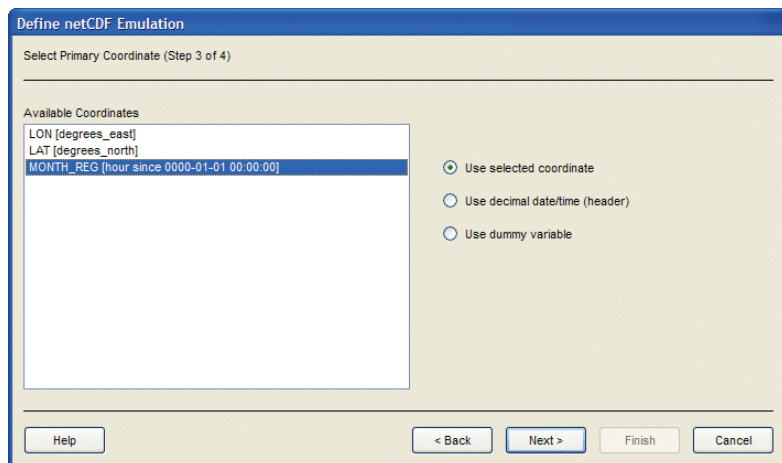 Define netCDF Emulation
Select Primary Coordinate (Step 3 of 4)
Available Coordinates
LON [degrees_east]
LAT [degrees_north]
MONTH_REG [hour since 0000-01-01 00:00:00]
Use selected coordinate
Use decimal date/time (header)
Use dummy variable
Help
< Back
Next >
Finish
Cancel